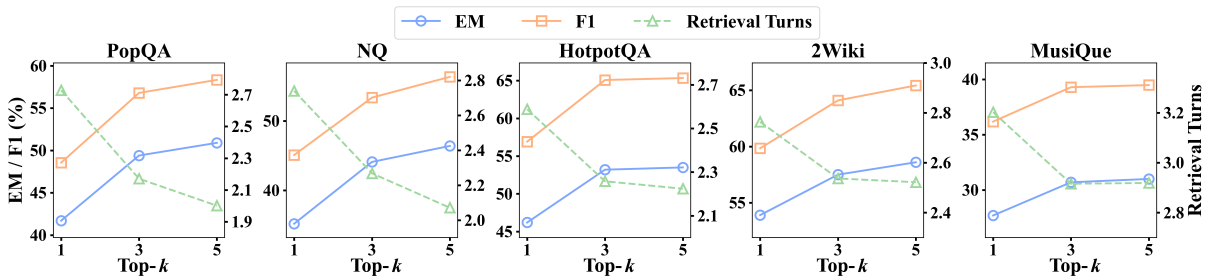 EM F1 Retrieval Turns
PopQA NQ HotpotQA 2Wiki MusiQue
EM / F1 (%)
60
55
50
45
40
2.7
2.5
2.3
2.1
1.9
1 3 5
Top-k
50
40
2.8
2.6
2.4
2.2
2.0
1 3 5
Top-k
65
60
55
50
45
2.7
2.5
2.3
2.1
1 3 5
Top-k
65
60
55
3.0
2.8
2.6
2.4
1 3 5
Top-k
40
35
30
3.2
3.0
2.8
1 3 5
Top-k
Retrieval Turns